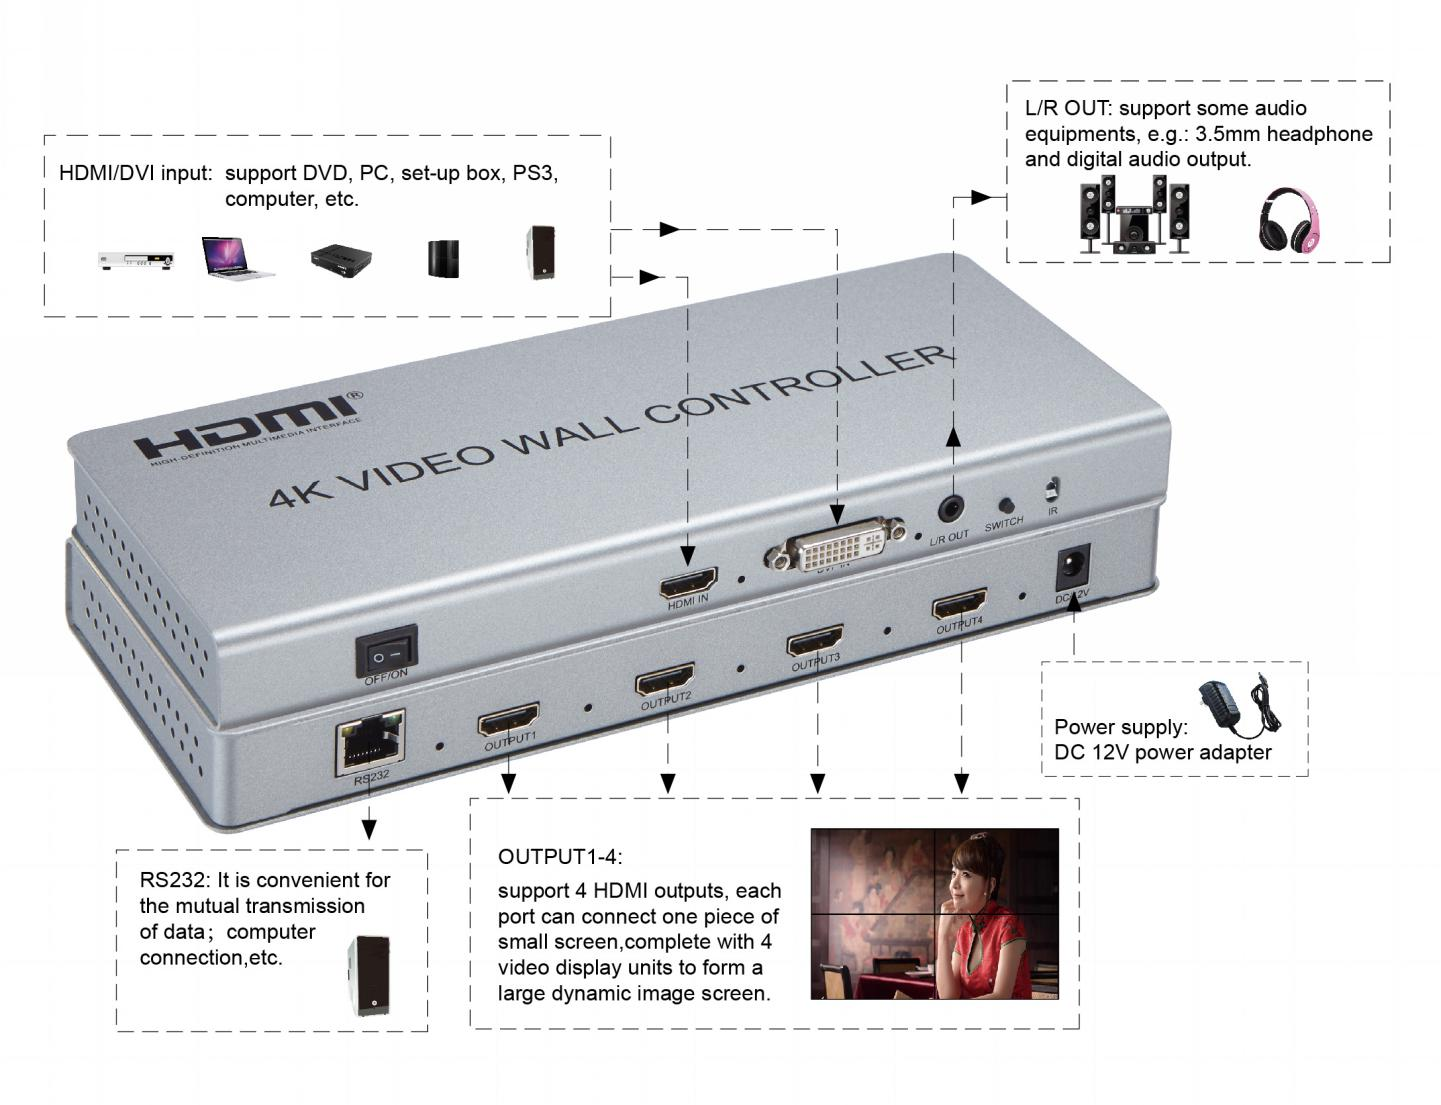 L/R OUT: support some audio
equipments, e.g.: 3.5mm headphone
and digital audio output.
HDMI/DVI input: support DVD, PC, set-up box, PS3,
computer, etc.
HDMI®
HIGH-DEFINITION MULTIMEDIA INTERFACE
4K VIDEO WALL CONTROLLER
HDMI IN
DVI IN
L/R OUT
SWITCH
IR
OFF/ON
RS232
OUTPUT1
OUTPUT2
OUTPUT3
OUTPUT4
DC/12V
Power supply:
DC 12V power adapter
RS232: It is convenient for
the mutual transmission
of data; computer
connection,etc.
OUTPUT1-4:
support 4 HDMI outputs, each
port can connect one piece of
small screen,complete with 4
video display units to form a
large dynamic image screen.